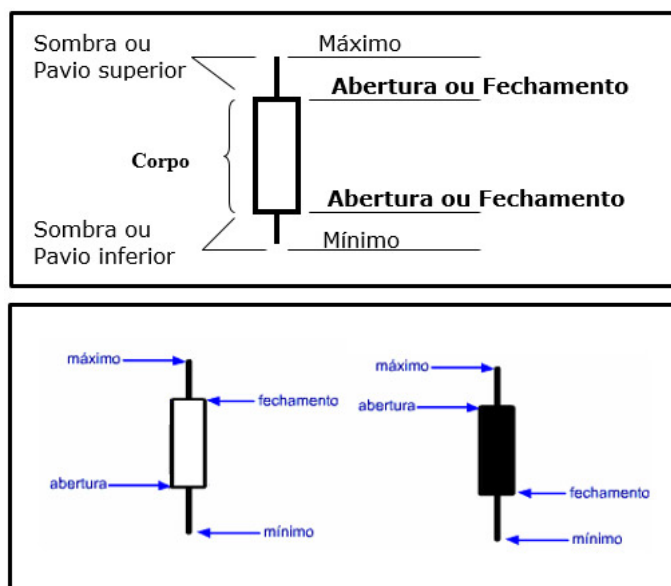 Sombra ou
Pavio superior
Máximo
Abertura ou Fechamento
Corpo
Abertura ou Fechamento
Sombra ou
Pavio inferior
Mínimo
máximo
fechamento
abertura
mínimo
máximo
abertura
fechamento
mínimo